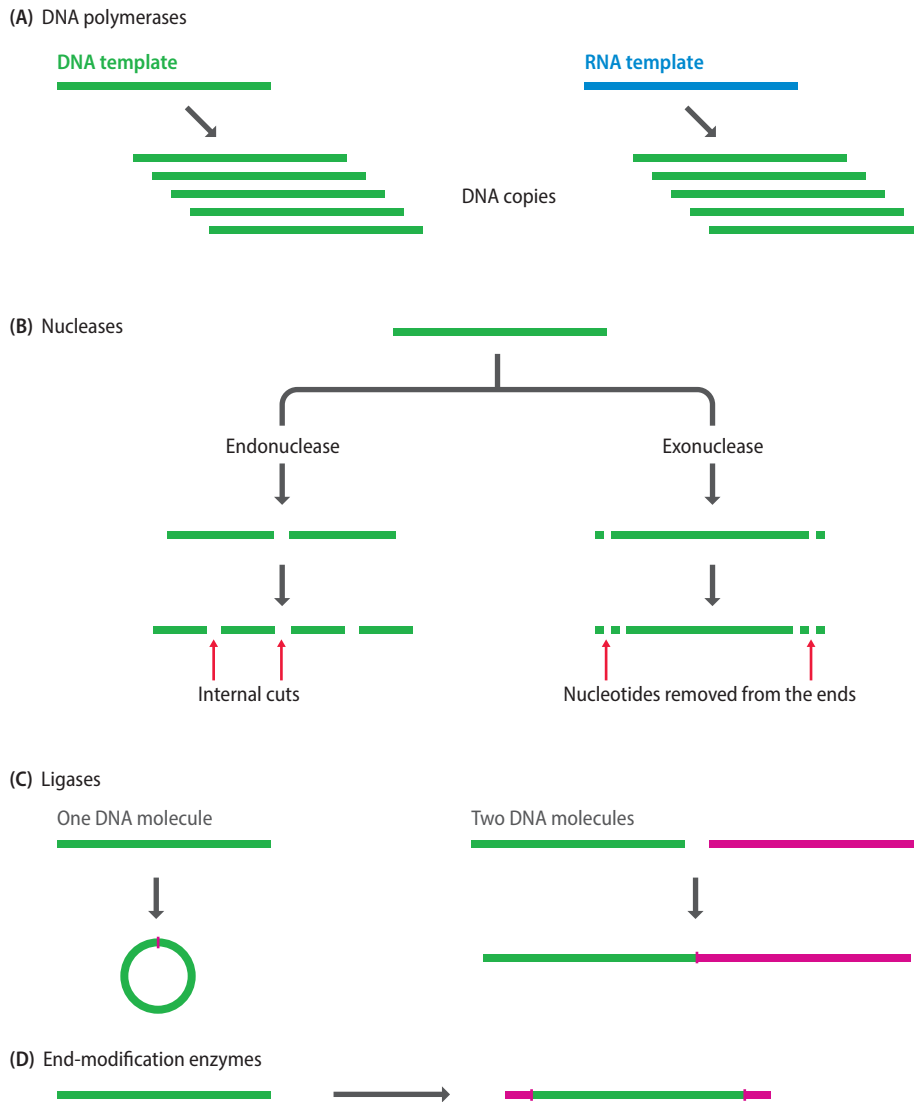 (A) DNA polymerases
DNA template
RNA template
DNA copies
(B) Nucleases
Endonuclease
Exonuclease
Internal cuts
Nucleotides removed from the ends
(C) Ligases
One DNA molecule
Two DNA molecules
(D) End-modification enzymes